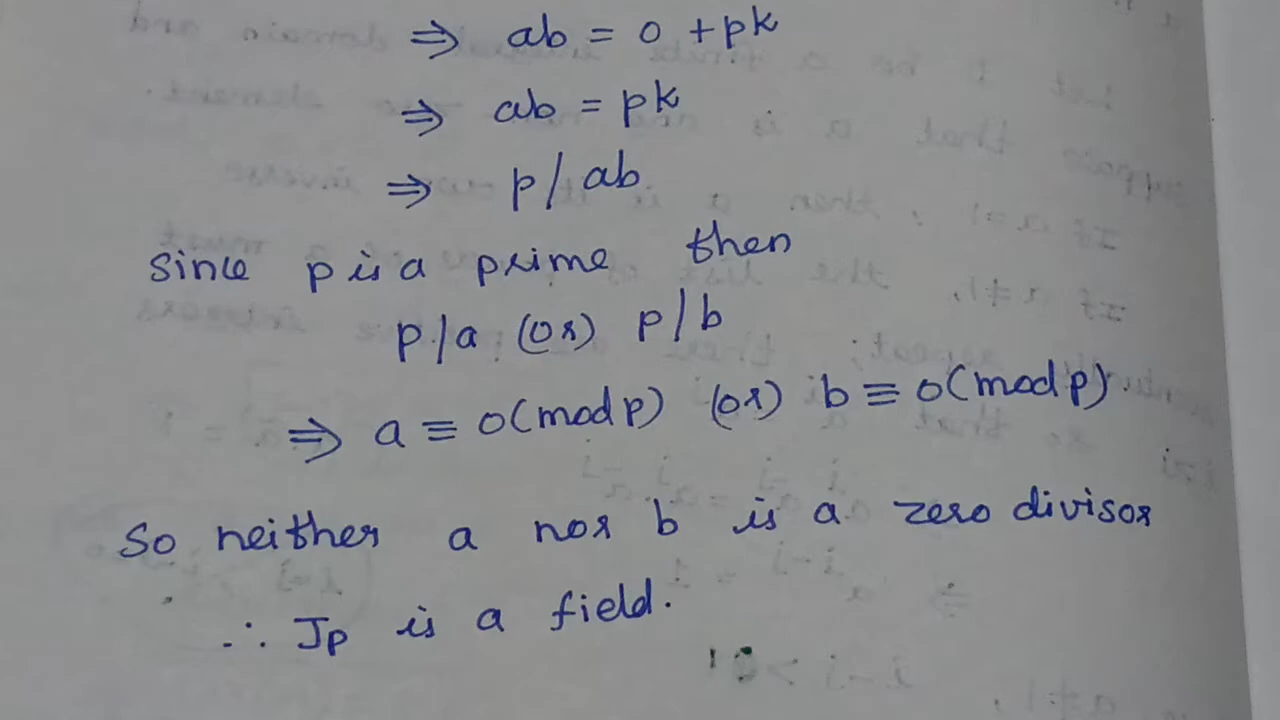 ⇒ ab = 0 + pk
⇒ ab = pk
⇒ p/ab
since p is a prime then
p/a (or) p/b
⇒ a ≡ 0(mod p) (or) b ≡ 0(mod p).
So neither a nor b is a zero divisor
∴ Jp is a field.